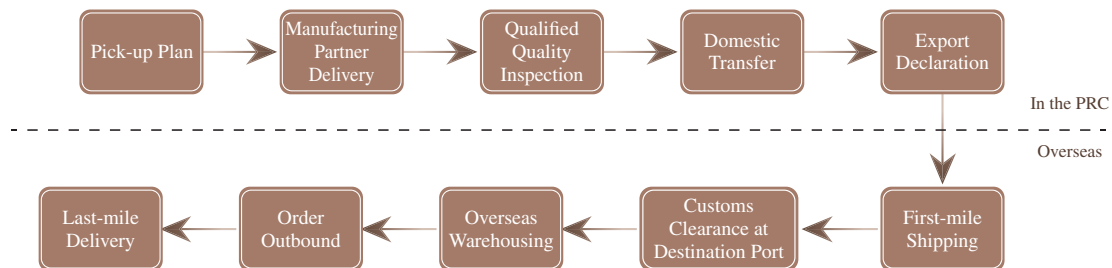 Pick-up Plan
Manufacturing
Partner
Delivery
Qualified
Quality
Inspection
Domestic
Transfer
Export
Declaration
In the PRC
Overseas
Last-mile
Delivery
Order
Outbound
Overseas
Warehousing
Customs
Clearance at
Destination Port
First-mile
Shipping